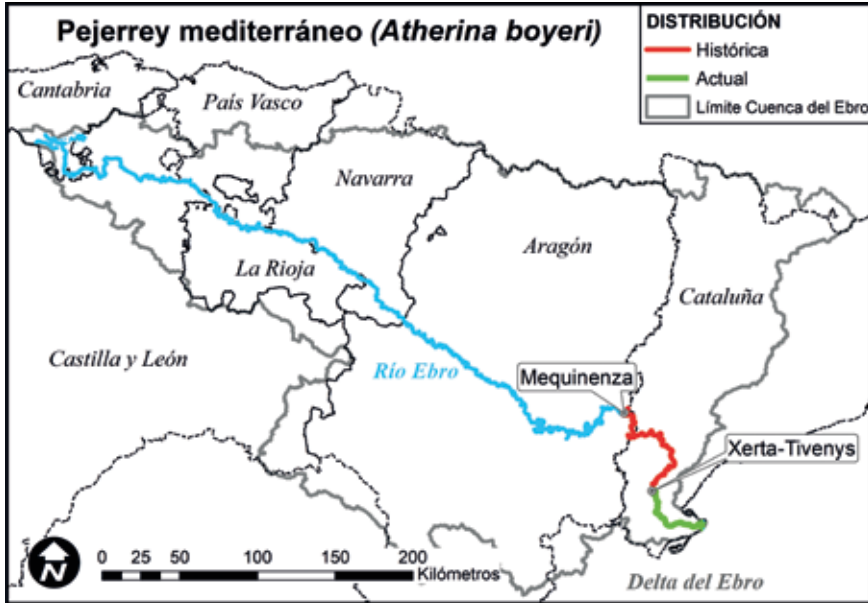 Pejerrey mediterráneo (Atherina boyeri)
DISTRIBUCIÓN
Histórica
Actual
Límite Cuenca del Ebro
Cantabria
País Vasco
Navarra
La Rioja
Aragón
Cataluña
Castilla y León
Río Ebro
Mequinenza
Xerta-Tivenys
N
0 25 50 100 150 200
Kilómetros
Delta del Ebro